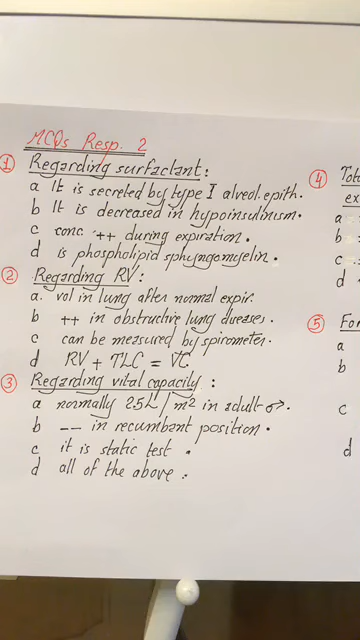 MCQs Resp. 2
① Regarding surfactant:
a It is secreted by type I alveol. epith.
b It is decreased in hypoinsulinism.
c conc. ++ during expiration.
d is phospholipid sphyngomyelin.
② Regarding RV:
a. vol in lung after normal expir.
b ++ in obstructive lung diseases.
c can be measured by spirometer.
d RV + TLC = VC.
③ Regarding vital capacity:
a normally 2.5L/m² in adult ♂.
b -- in recumbant position.
c it is static test.
d all of the above.
④ Tota
ex
a
b
c
d
⑤ For
a
b
c
d